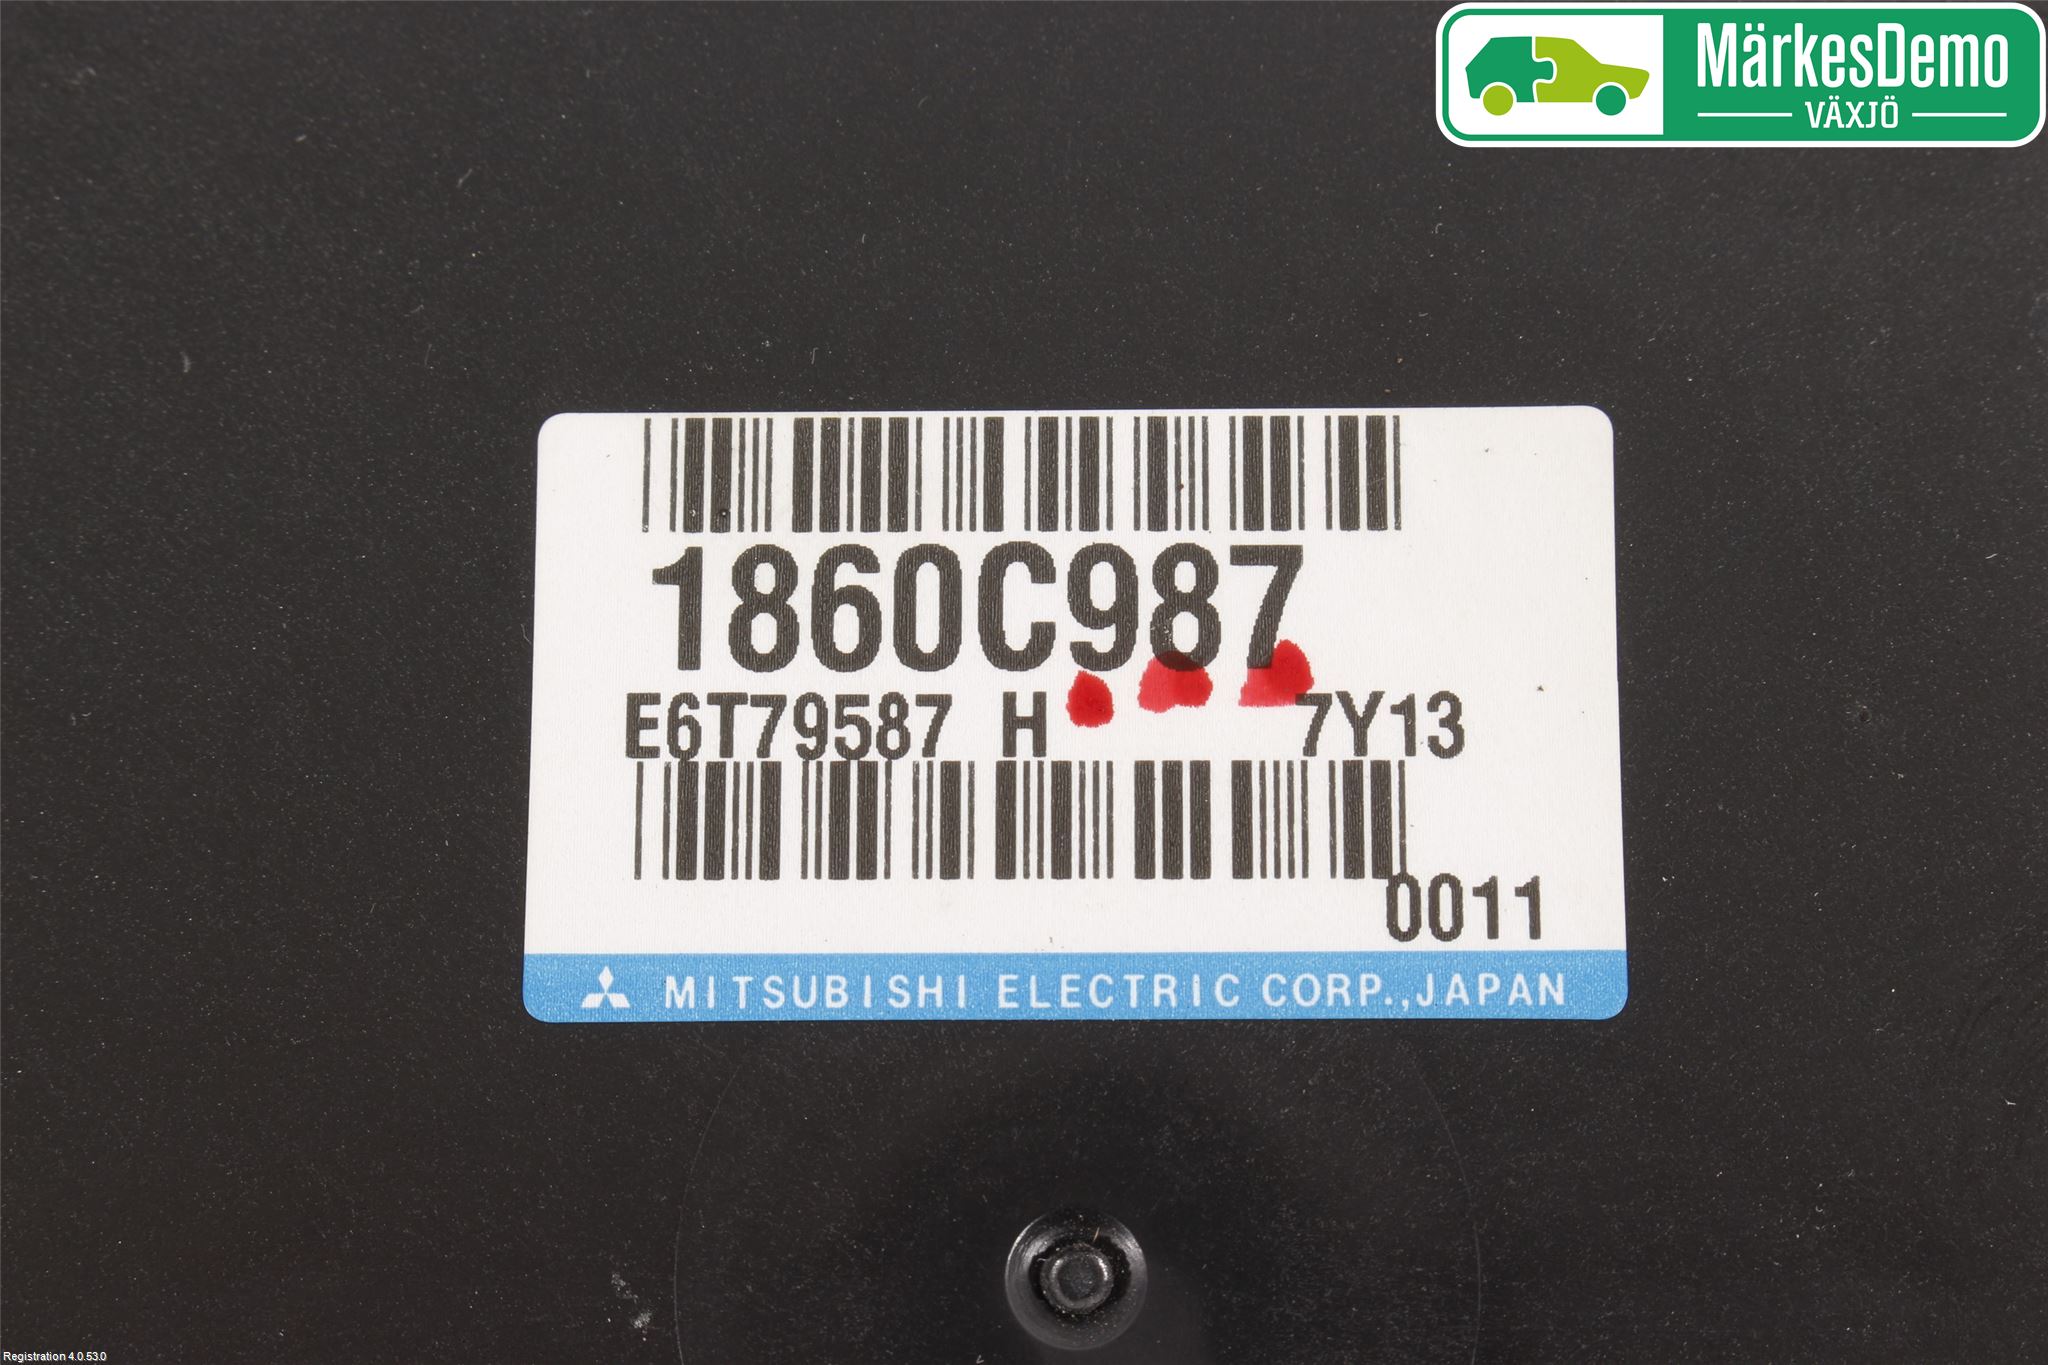 MärkesDemo
VÄXJÖ
1860C987
E6T79587 H 7Y13
0011
MITSUBISHI ELECTRIC CORP.,JAPAN
Registration 4.0.53.0